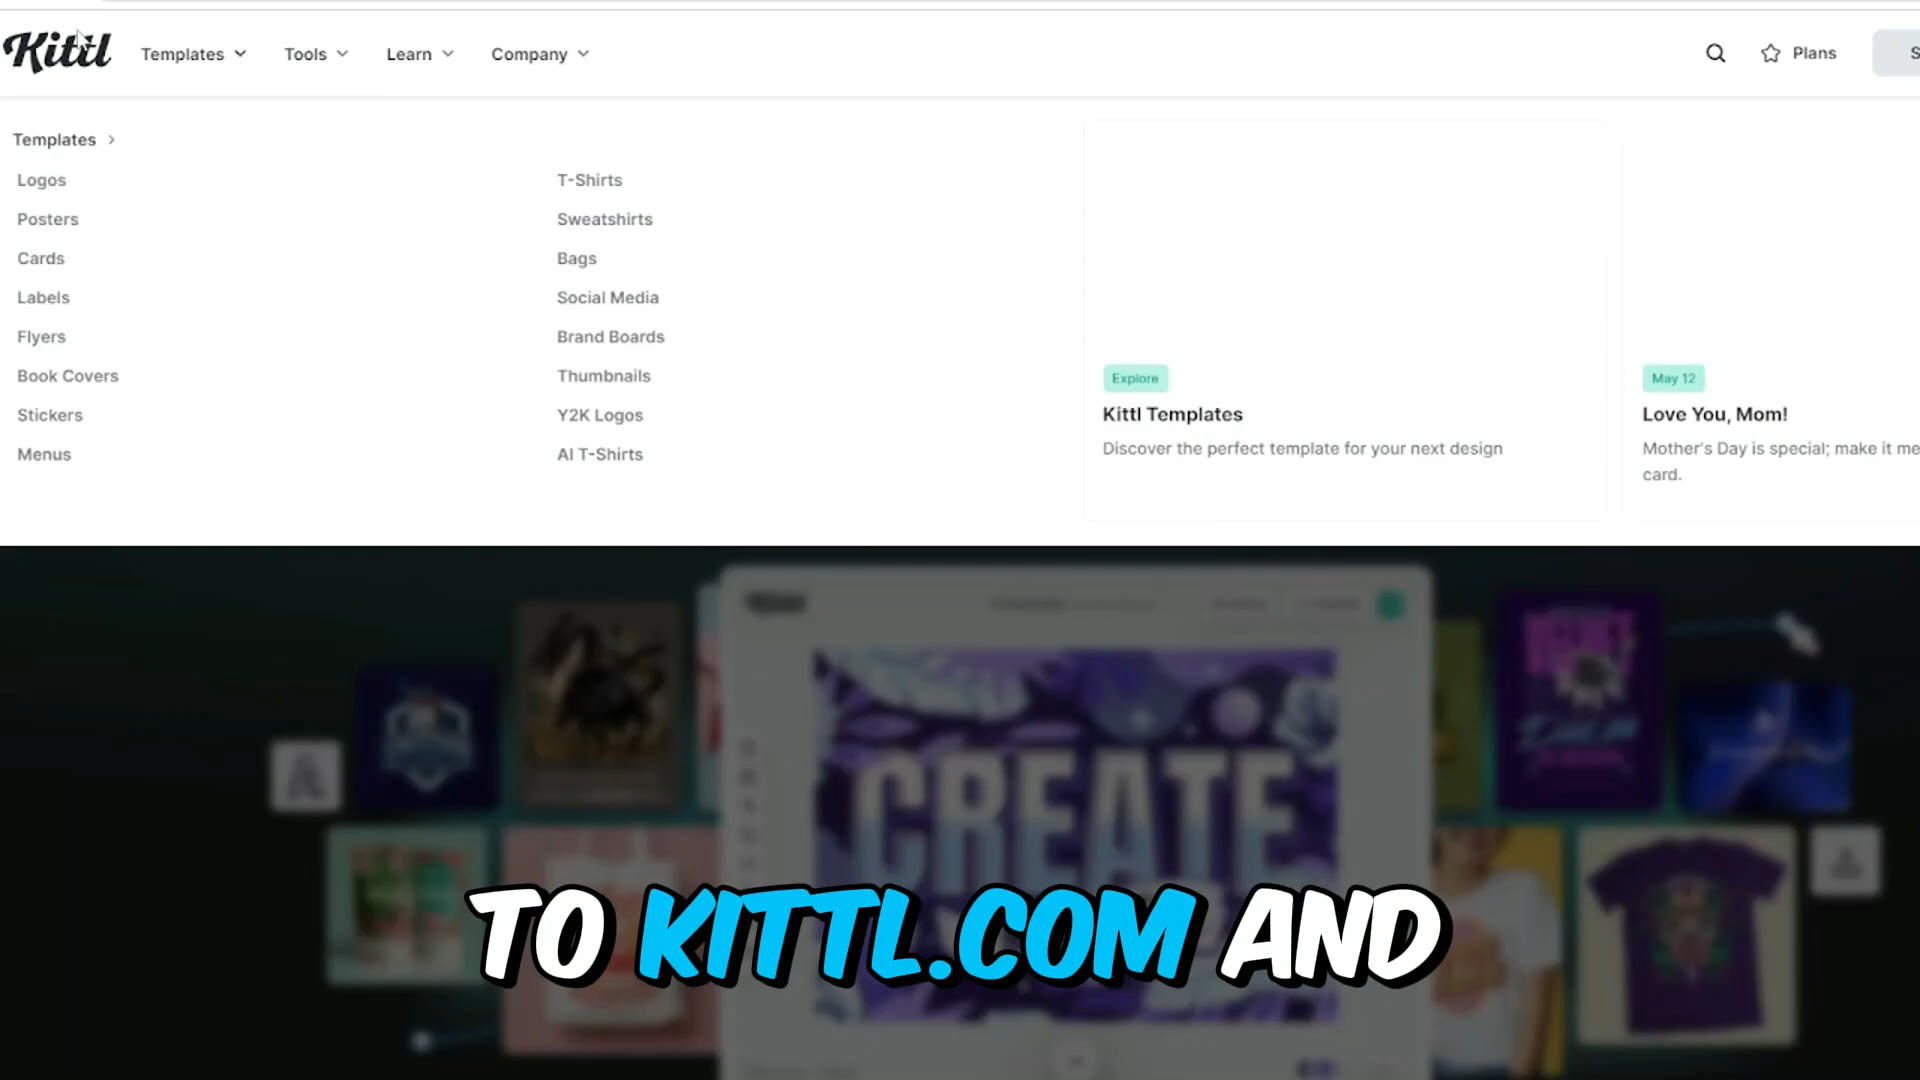 Kittl
Templates
Tools
Learn
Company
Plans
S
Templates
Logos
T-Shirts
Posters
Sweatshirts
Cards
Bags
Labels
Social Media
Flyers
Brand Boards
Book Covers
Thumbnails
Stickers
Y2K Logos
Menus
AI T-Shirts
Explore
Kittl Templates
Discover the perfect template for your next design
May 12
Love You, Mom!
Mother's Day is special; make it me
card.
CREATE
TO KITTL.COM AND